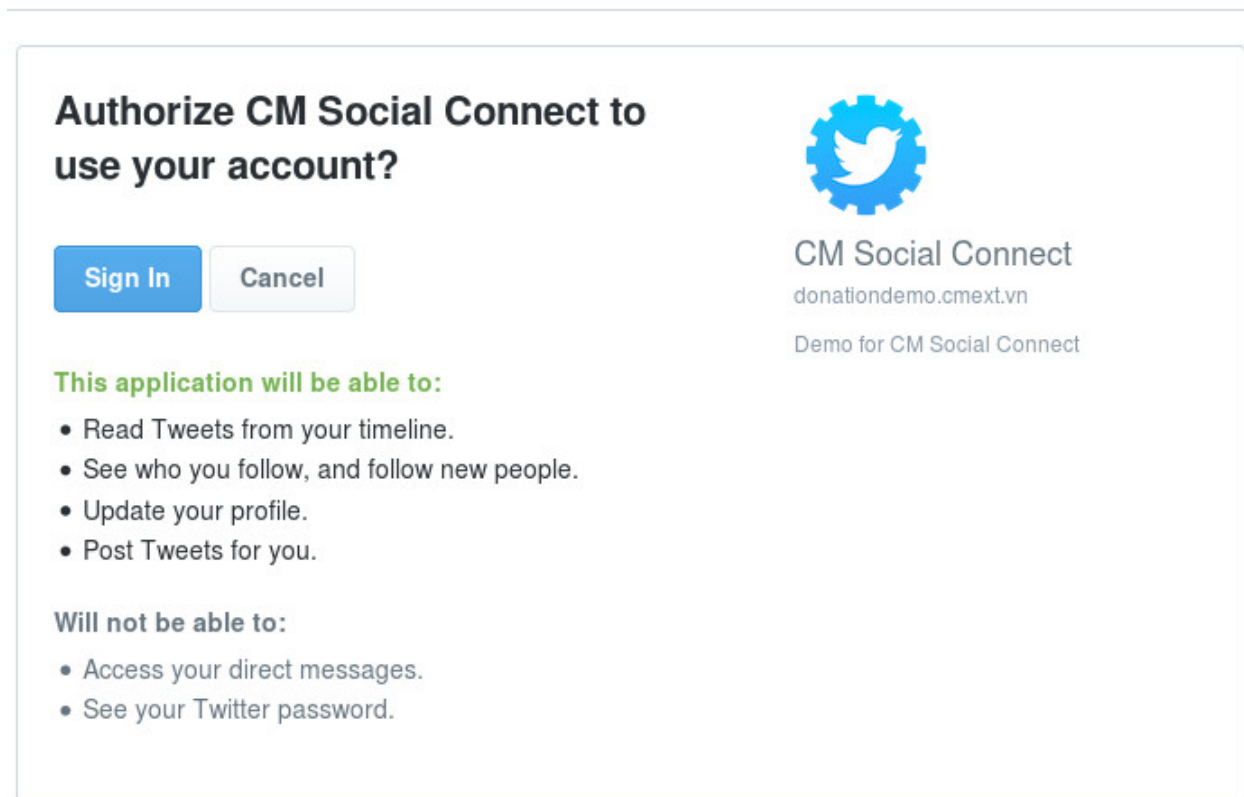 Authorize CM Social Connect to
use your account?
Sign In
Cancel
This application will be able to:
• Read Tweets from your timeline.
• See who you follow, and follow new people.
• Update your profile.
• Post Tweets for you.
Will not be able to:
• Access your direct messages.
• See your Twitter password.
CM Social Connect
donationdemo.cmext.vn
Demo for CM Social Connect